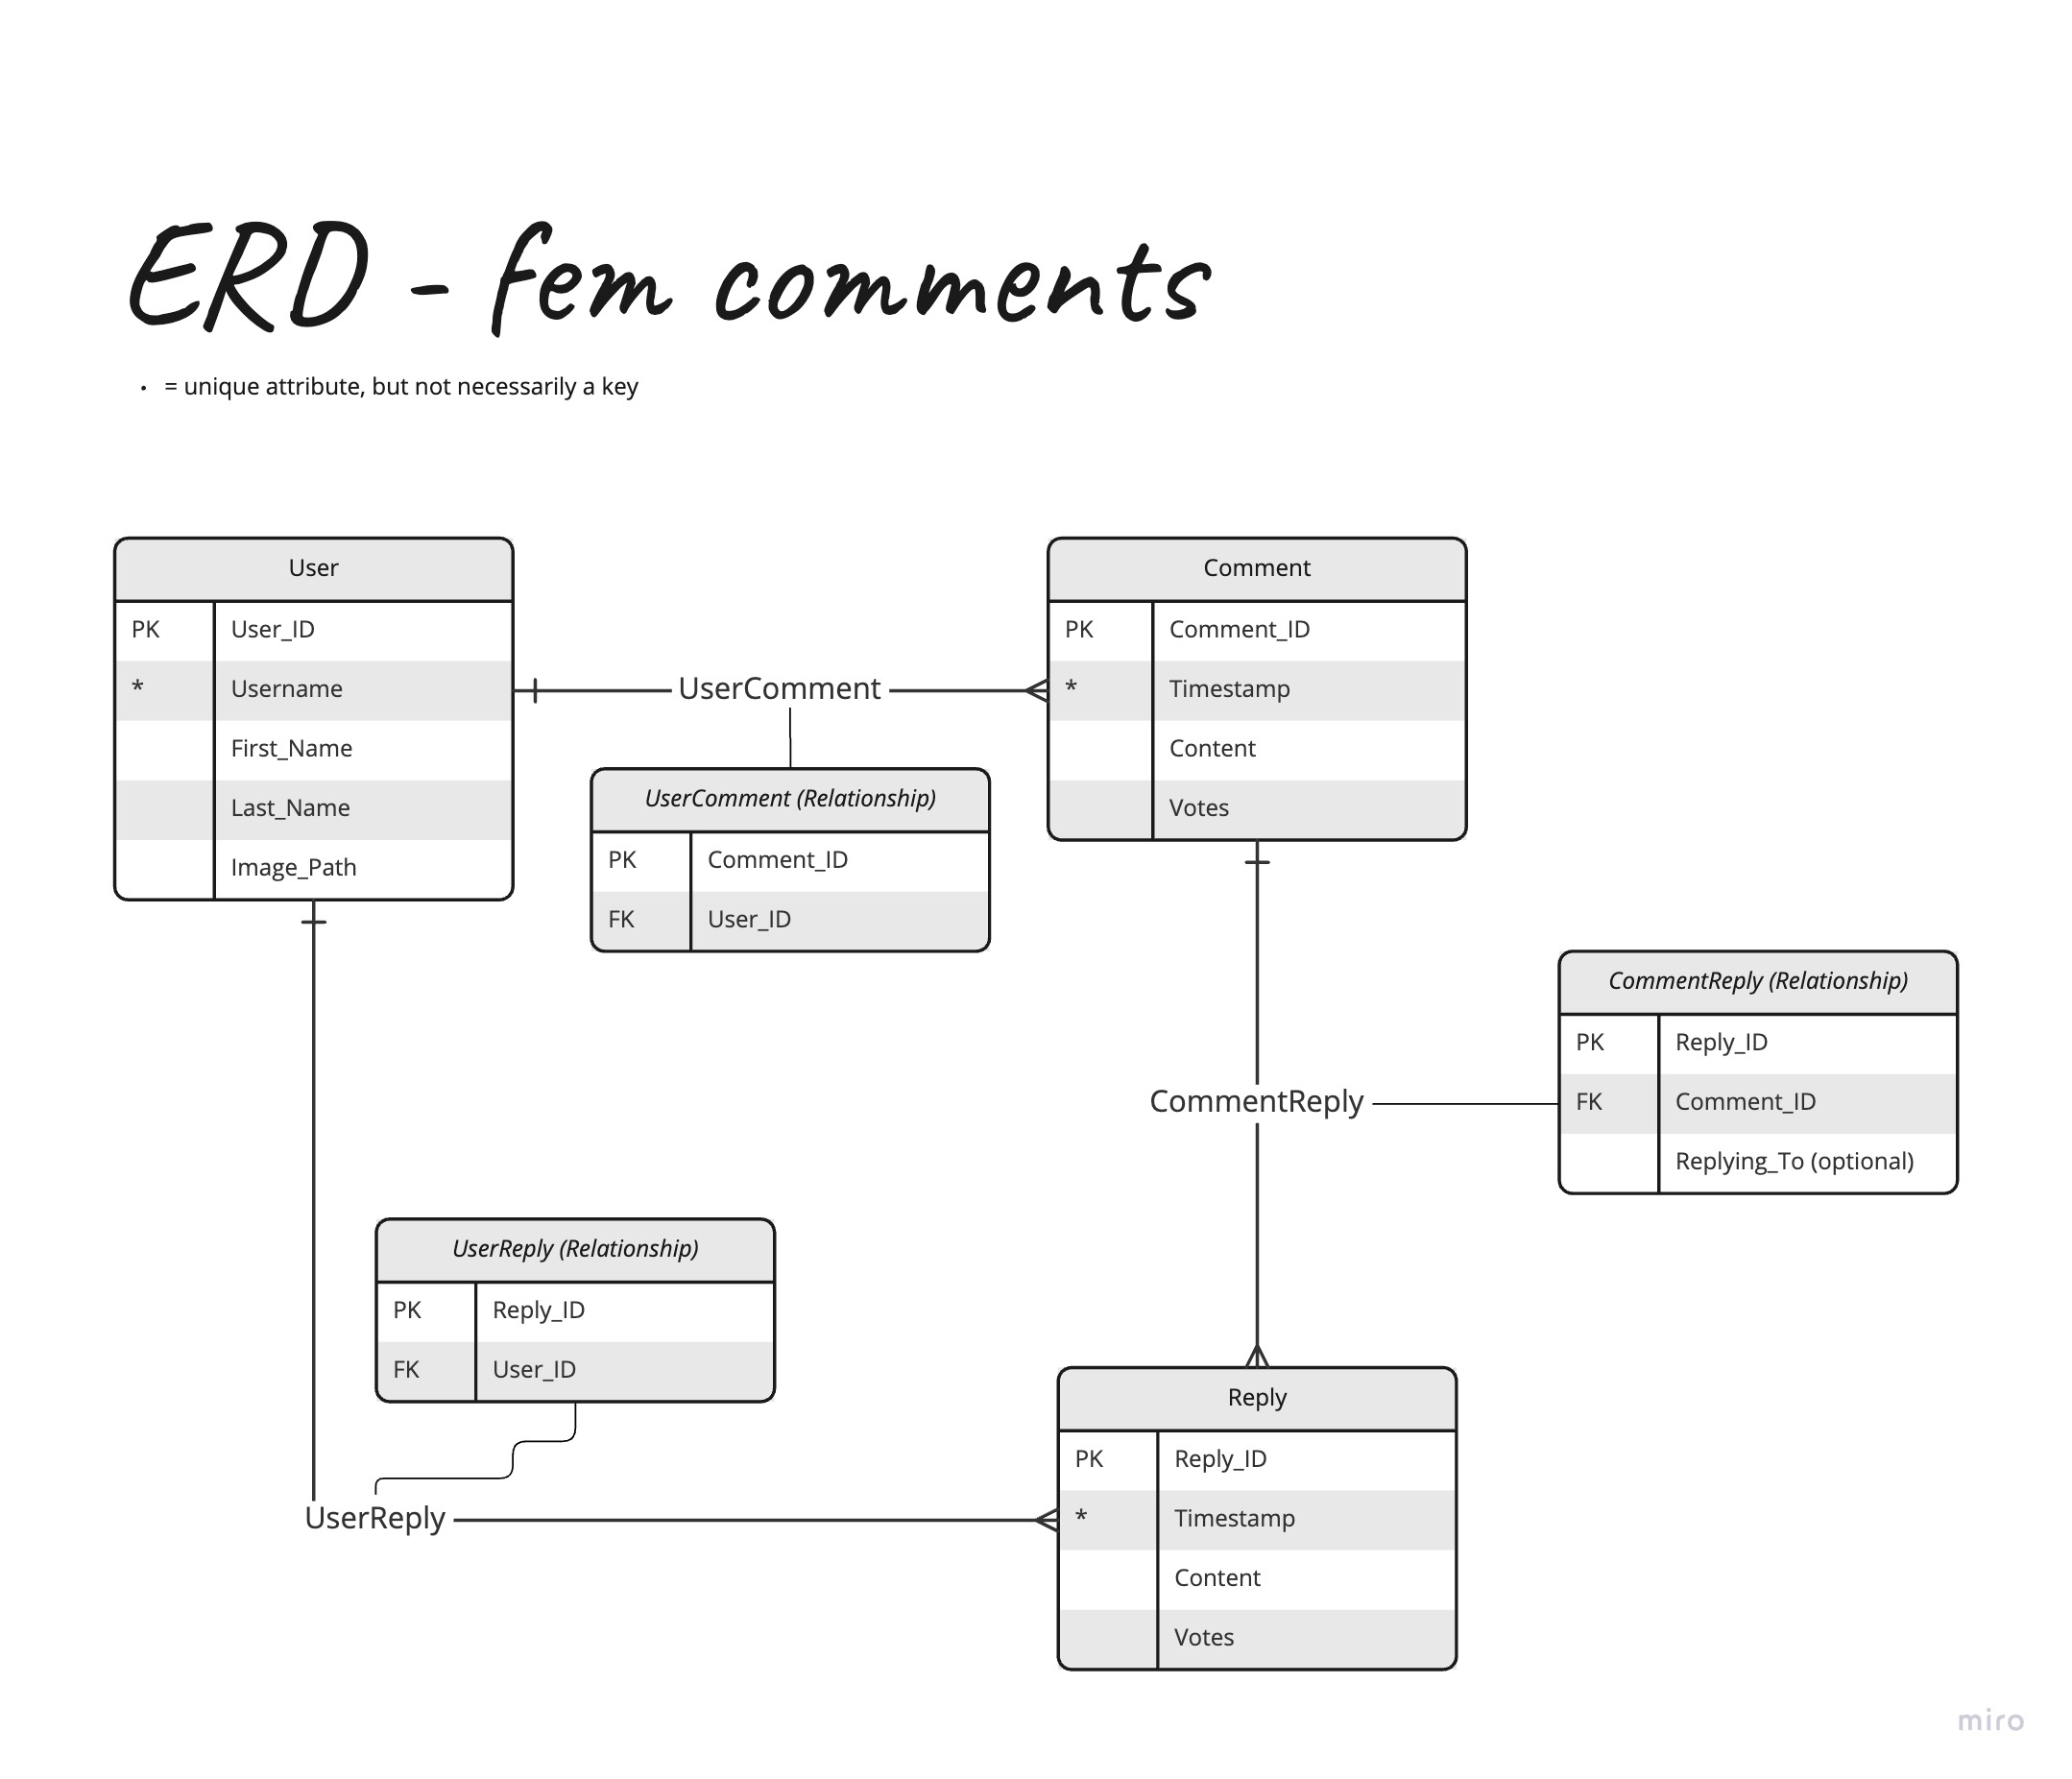 ERD - fem comments
· = unique attribute, but not necessarily a key
User
PK User_ID
* Username
First_Name
Last_Name
Image_Path
UserComment
UserComment (Relationship)
PK Comment_ID
FK User_ID
Comment
PK Comment_ID
* Timestamp
Content
Votes
CommentReply
CommentReply (Relationship)
PK Reply_ID
FK Comment_ID
Replying_To (optional)
UserReply (Relationship)
PK Reply_ID
FK User_ID
UserReply
Reply
PK Reply_ID
* Timestamp
Content
Votes
miro